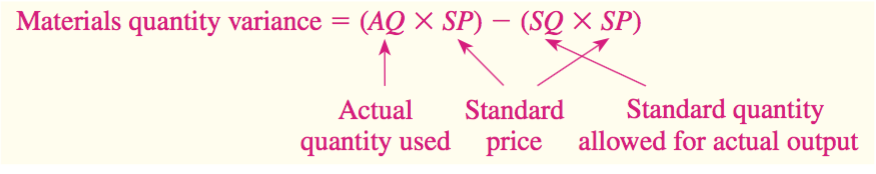 Materials quantity variance = (AQ × SP) − (SQ × SP)
Actual quantity used
Standard price
Standard quantity allowed for actual output